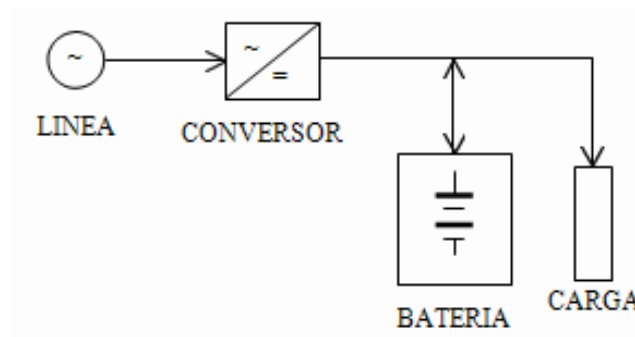 ~
~
=
LINEA
CONVERSOR
BATERIA
CARGA